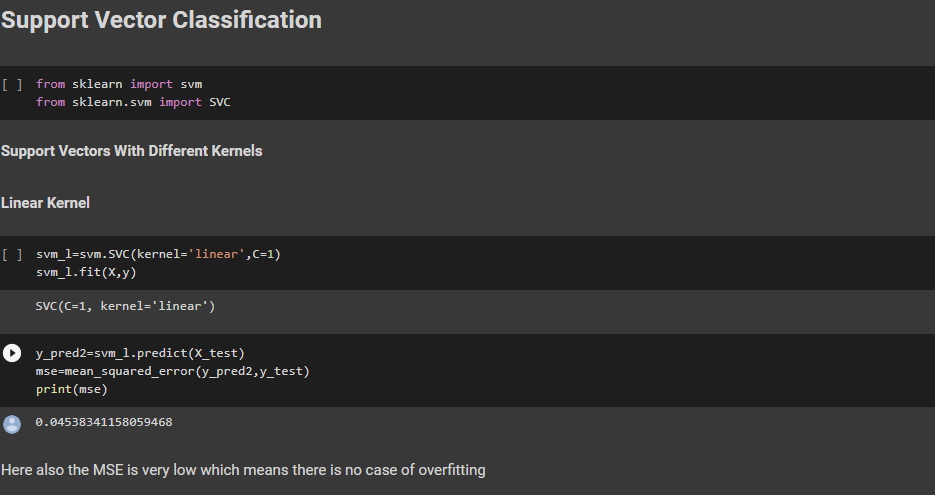 Support Vector Classification
[ ] from sklearn import svm
from sklearn.svm import SVC
Support Vectors With Different Kernels
Linear Kernel
[ ] svm_l=svm.SVC(kernel='linear',C=1)
svm_l.fit(X,y)
SVC(C=1, kernel='linear')
y_pred2=svm_l.predict(X_test)
mse=mean_squared_error(y_pred2,y_test)
print(mse)
0.04538341158059468
Here also the MSE is very low which means there is no case of overfitting